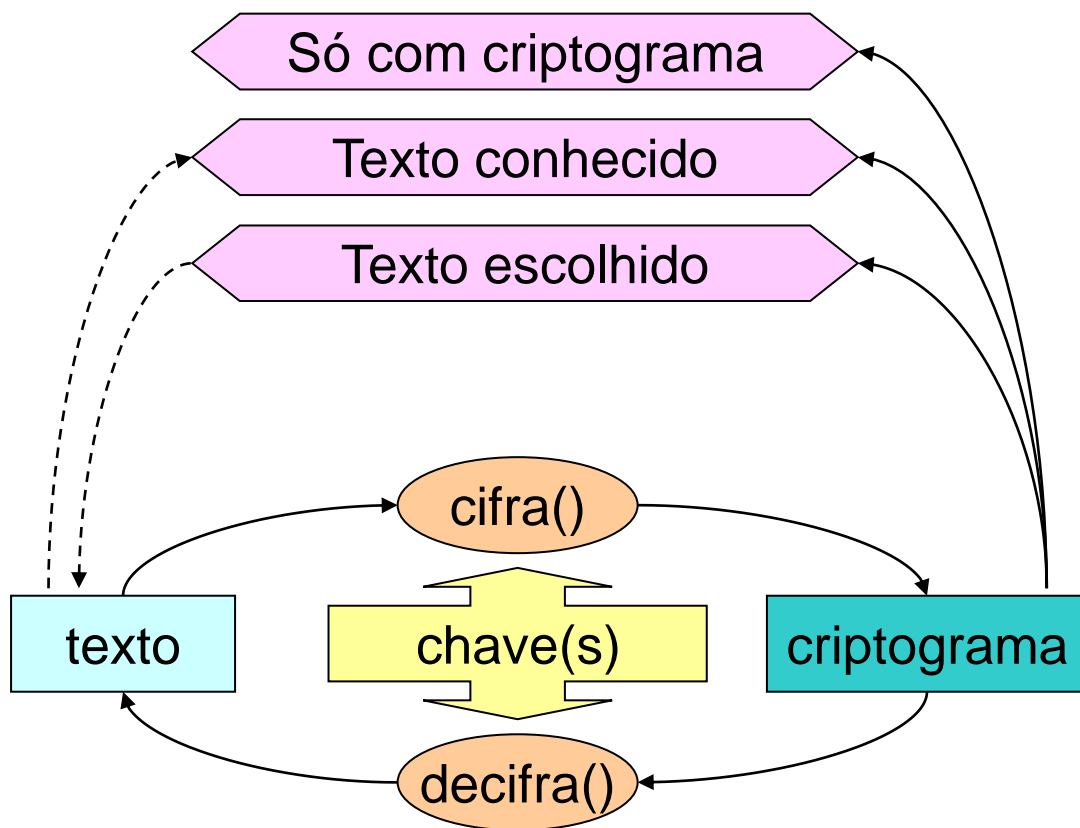 Só com criptograma
Texto conhecido
Texto escolhido
cifra()
texto
chave(s)
criptograma
decifra()